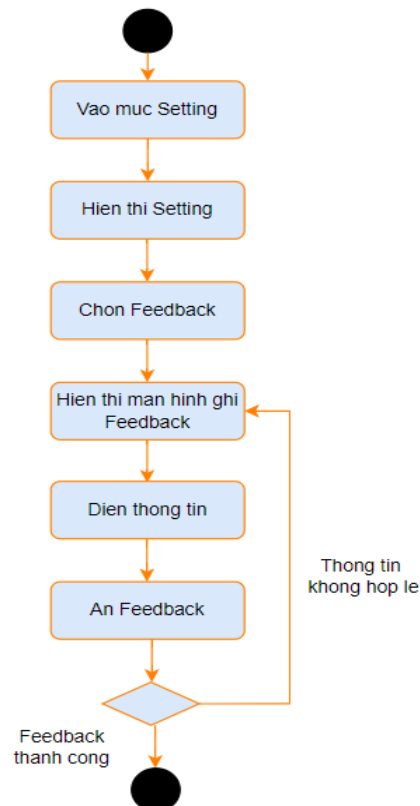 Vao muc Setting
Hien thi Setting
Chon Feedback
Hien thi man hinh ghi
Feedback
Dien thong tin
An Feedback
Thong tin
khong hop le
Feedback
thanh cong